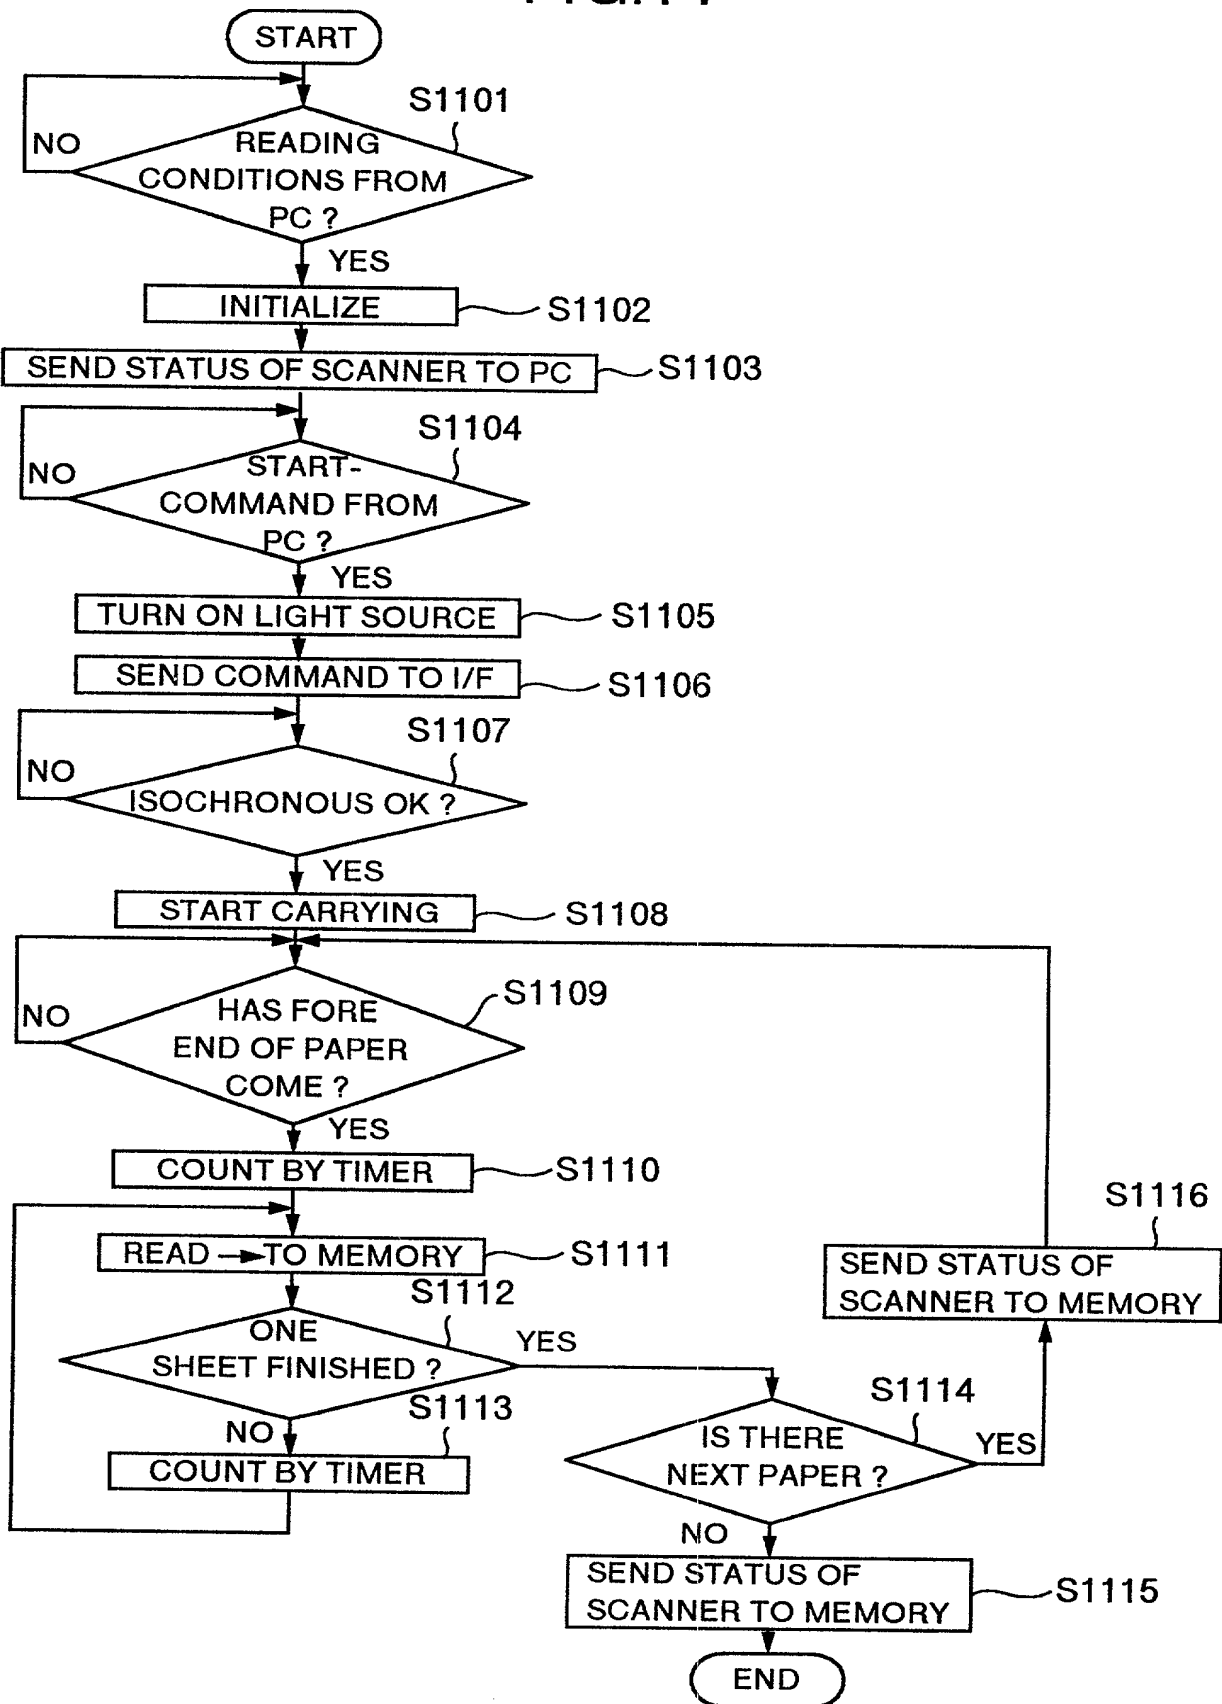 START
S1101
NO
READING
CONDITIONS FROM
PC ?
YES
INITIALIZE
S1102
SEND STATUS OF SCANNER TO PC
S1103
S1104
NO
START-
COMMAND FROM
PC ?
YES
TURN ON LIGHT SOURCE
S1105
SEND COMMAND TO I/F
S1106
S1107
NO
ISOCHRONOUS OK ?
YES
START CARRYING
S1108
S1109
NO
HAS FORE
END OF PAPER
COME ?
YES
COUNT BY TIMER
S1110
READ → TO MEMORY
S1111
S1112
ONE
SHEET FINISHED ?
YES
S1113
NO
COUNT BY TIMER
S1114
IS THERE
NEXT PAPER ?
YES
S1116
SEND STATUS OF
SCANNER TO MEMORY
NO
SEND STATUS OF
SCANNER TO MEMORY
S1115
END